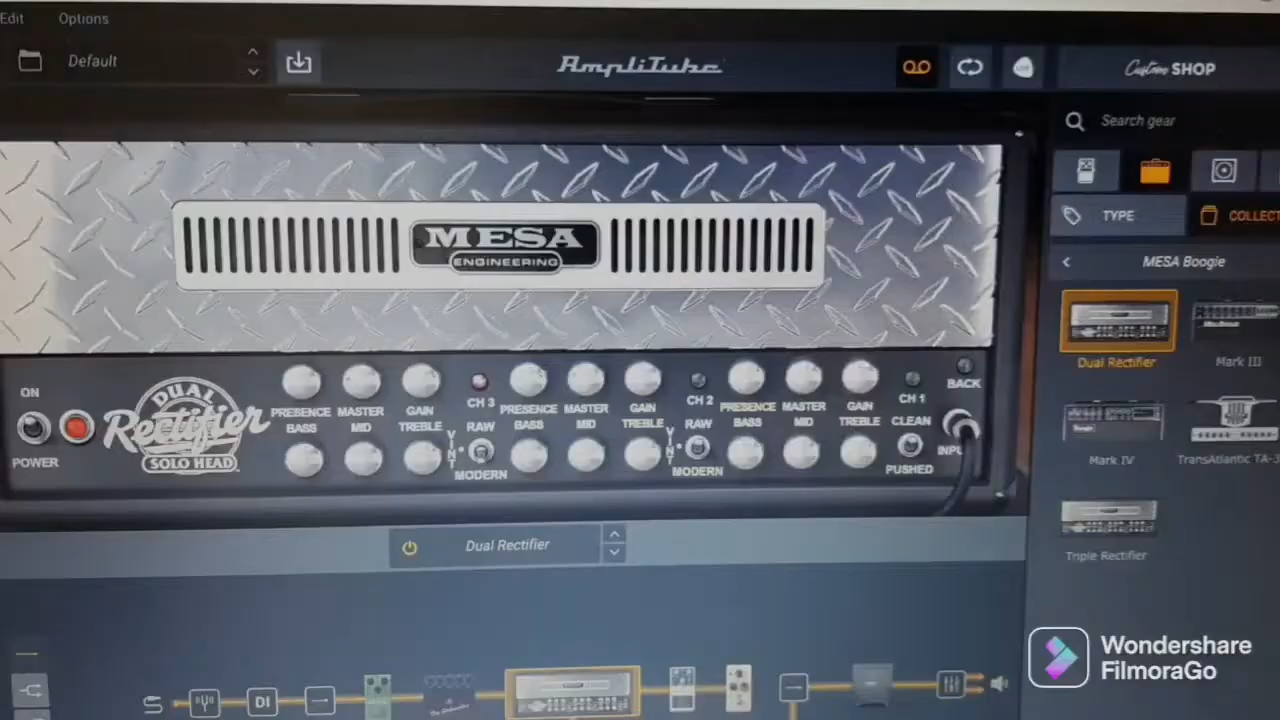 Edit Options
Default
AmpliTube
Custom SHOP
Search gear
TYPE
COLLECT
MESA Boogie
MESA
ENGINEERING
Dual Rectifier
Mark III
Mark IV
TransAtlantic TA-3
Triple Rectifier
ON
POWER
DUAL
Rectifier
SOLO HEAD
PRESENCE MASTER GAIN CH 3 PRESENCE MASTER GAIN CH 2 PRESENCE MASTER GAIN CH 1 BACK
BASS MID TREBLE RAW BASS MID TREBLE RAW BASS MID TREBLE CLEAN
VINT VINT INPU
MODERN MODERN PUSHED
Dual Rectifier
DI
Wondershare
FilmoraGo